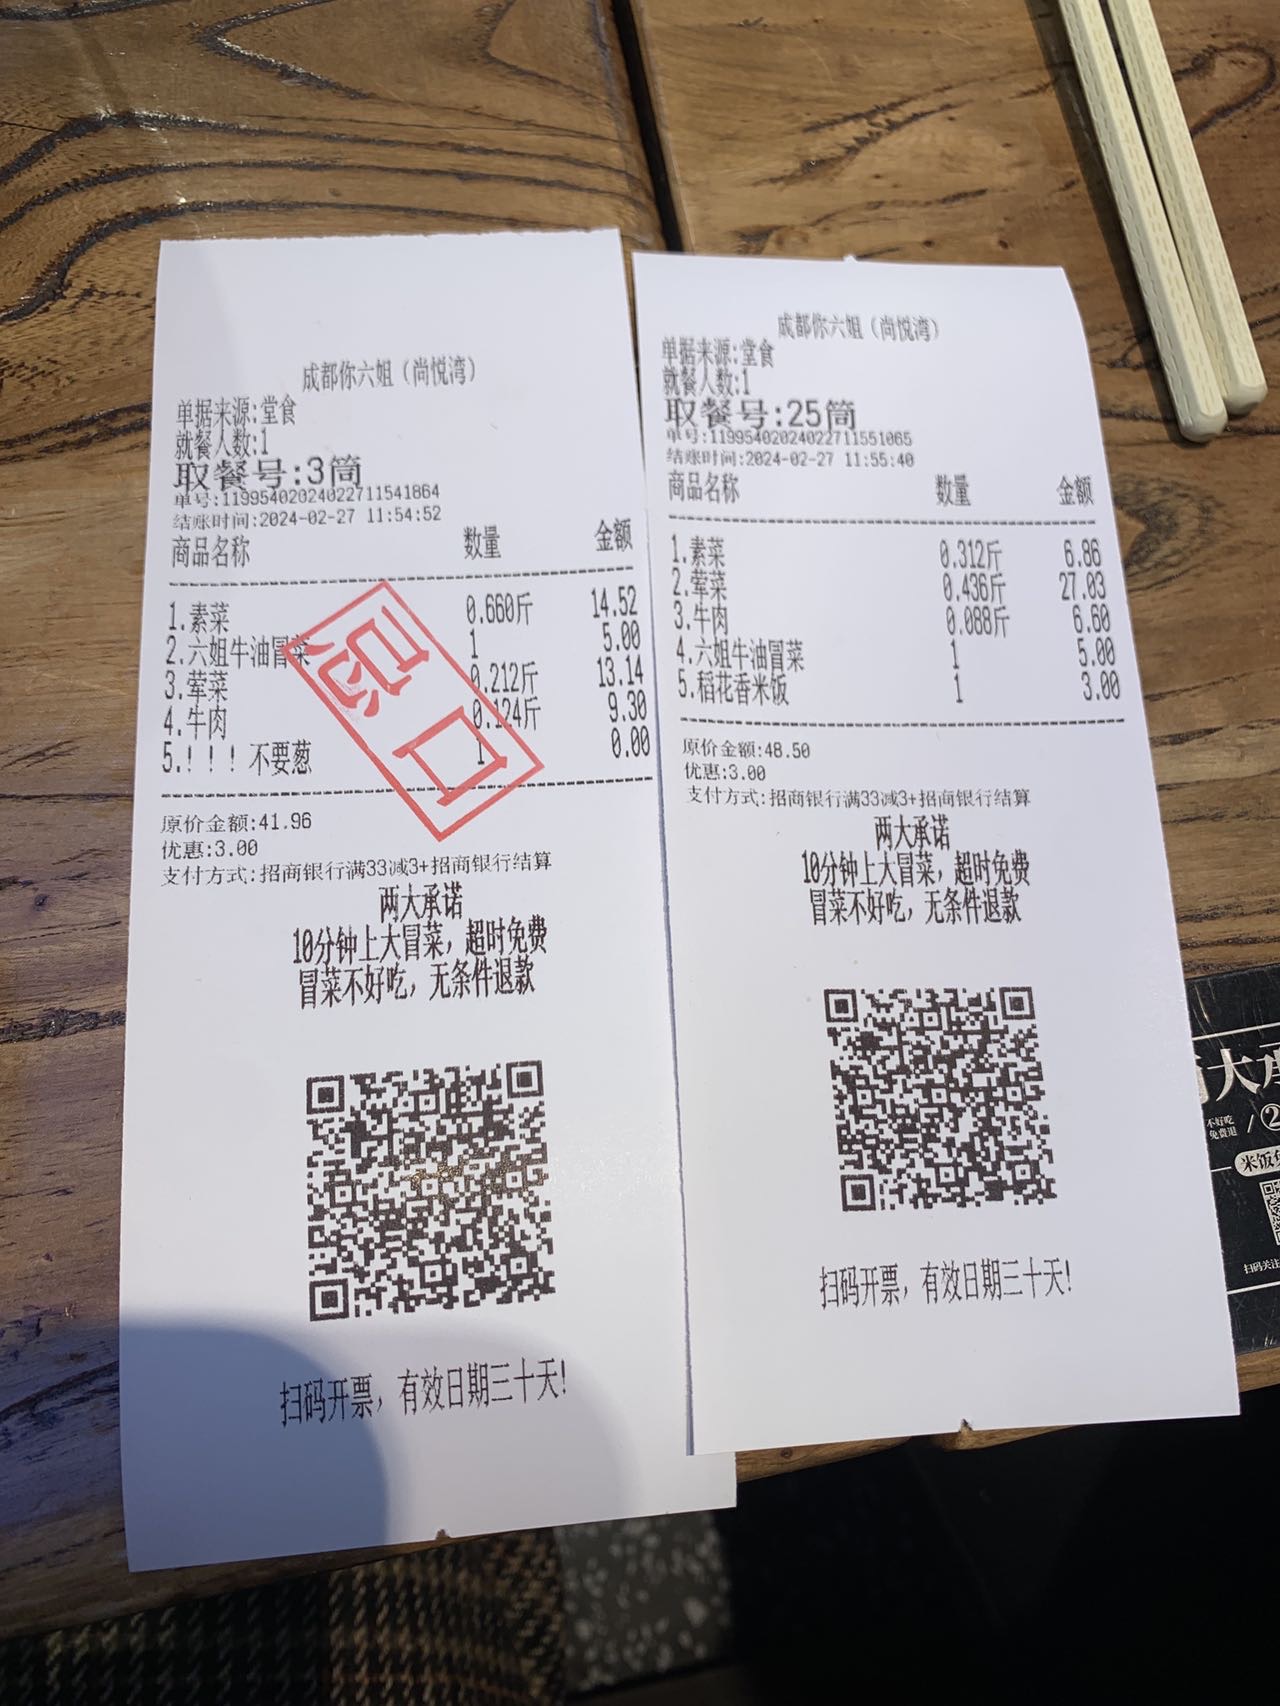 成都你六姐（尚悦湾）
单据来源:堂食
就餐人数:1
取餐号:3筒
单号:11995402024022711541864
结账时间:2024-02-27 11:54:52
商品名称 数量 金额
1.素菜 0.660斤 14.52
2.六姐牛油冒菜 1 5.00
3.荤菜 0.212斤 13.14
4.牛肉 0.124斤 9.30
5.！！！不要葱 1 0.00
忌口
原价金额:41.96
优惠:3.00
支付方式:招商银行满33减3+招商银行结算
两大承诺
10分钟上大冒菜，超时免费
冒菜不好吃，无条件退款
扫码开票，有效日期三十天!
成都你六姐（尚悦湾）
单据来源:堂食
就餐人数:1
取餐号:25筒
单号:11995402024022711551065
结账时间:2024-02-27 11:55:40
商品名称 数量 金额
1.素菜 0.312斤 6.86
2.荤菜 0.436斤 27.03
3.牛肉 0.088斤 6.60
4.六姐牛油冒菜 1 5.00
5.稻花香米饭 1 3.00
原价金额:48.50
优惠:3.00
支付方式:招商银行满33减3+招商银行结算
两大承诺
10分钟上大冒菜，超时免费
冒菜不好吃，无条件退款
扫码开票，有效日期三十天!
大
不好吃
免费退
/②
米饭
扫码关注